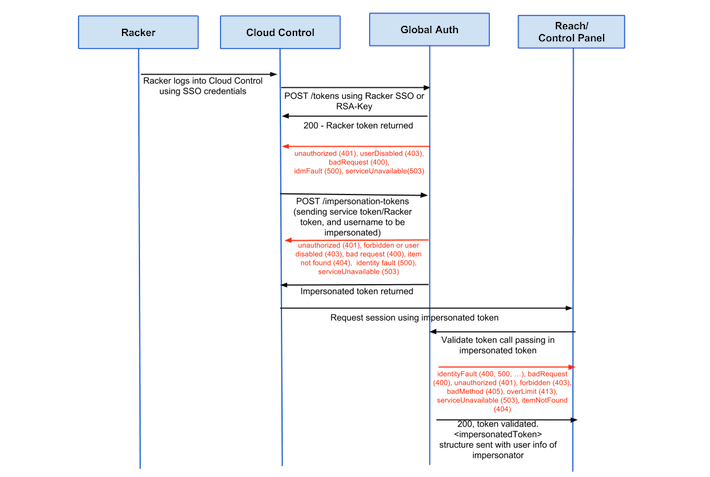 Racker
Cloud Control
Global Auth
Reach/
Control Panel
Racker logs into Cloud Control
using SSO credentials
POST /tokens using Racker SSO or
RSA-Key
200 - Racker token returned
unauthorized (401), userDisabled (403),
badRequest (400),
idmFault (500), serviceUnavailable(503)
POST /impersonation-tokens
(sending service token/Racker
token, and username to be
impersonated)
unauthorized (401), forbidden or user
disabled (403), bad request (400), item
not found (404), identity fault (500),
serviceUnavailable (503)
Impersonated token returned
Request session using impersonated token
Validate token call passing in
impersonated token
identityFault (400, 500, ...), badRequest
(400), unauthorized (401), forbidden (403),
badMethod (405), overLimit (413),
serviceUnavailable (503), itemNotFound
(404)
200, token validated.
<impersonatedToken>
structure sent with user info of
impersonator